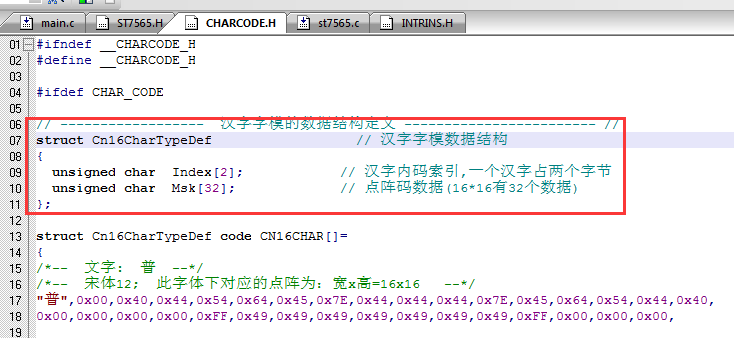 main.c ST7565.H CHARCODE.H st7565.c INTRINS.H
01 #ifndef __CHARCODE_H
02 #define __CHARCODE_H
03
04 #ifdef CHAR_CODE
05
06 // ------------------ 汉字字模的数据结构定义 ------------------------ //
07 struct Cn16CharTypeDef // 汉字字模数据结构
08 {
09 unsigned char Index[2]; // 汉字内码索引,一个汉字占两个字节
10 unsigned char Msk[32]; // 点阵码数据(16*16有32个数据)
11 };
12
13 struct Cn16CharTypeDef code CN16CHAR[]=
14 {
15 /*-- 文字: 普 --*/
16 /*-- 宋体12; 此字体下对应的点阵为：宽x高=16x16 --*/
17 "普",0x00,0x40,0x44,0x54,0x64,0x45,0x7E,0x44,0x44,0x44,0x7E,0x45,0x64,0x54,0x44,0x40,
18 0x00,0x00,0x00,0x00,0xFF,0x49,0x49,0x49,0x49,0x49,0x49,0xFF,0x00,0x00,0x00,
19